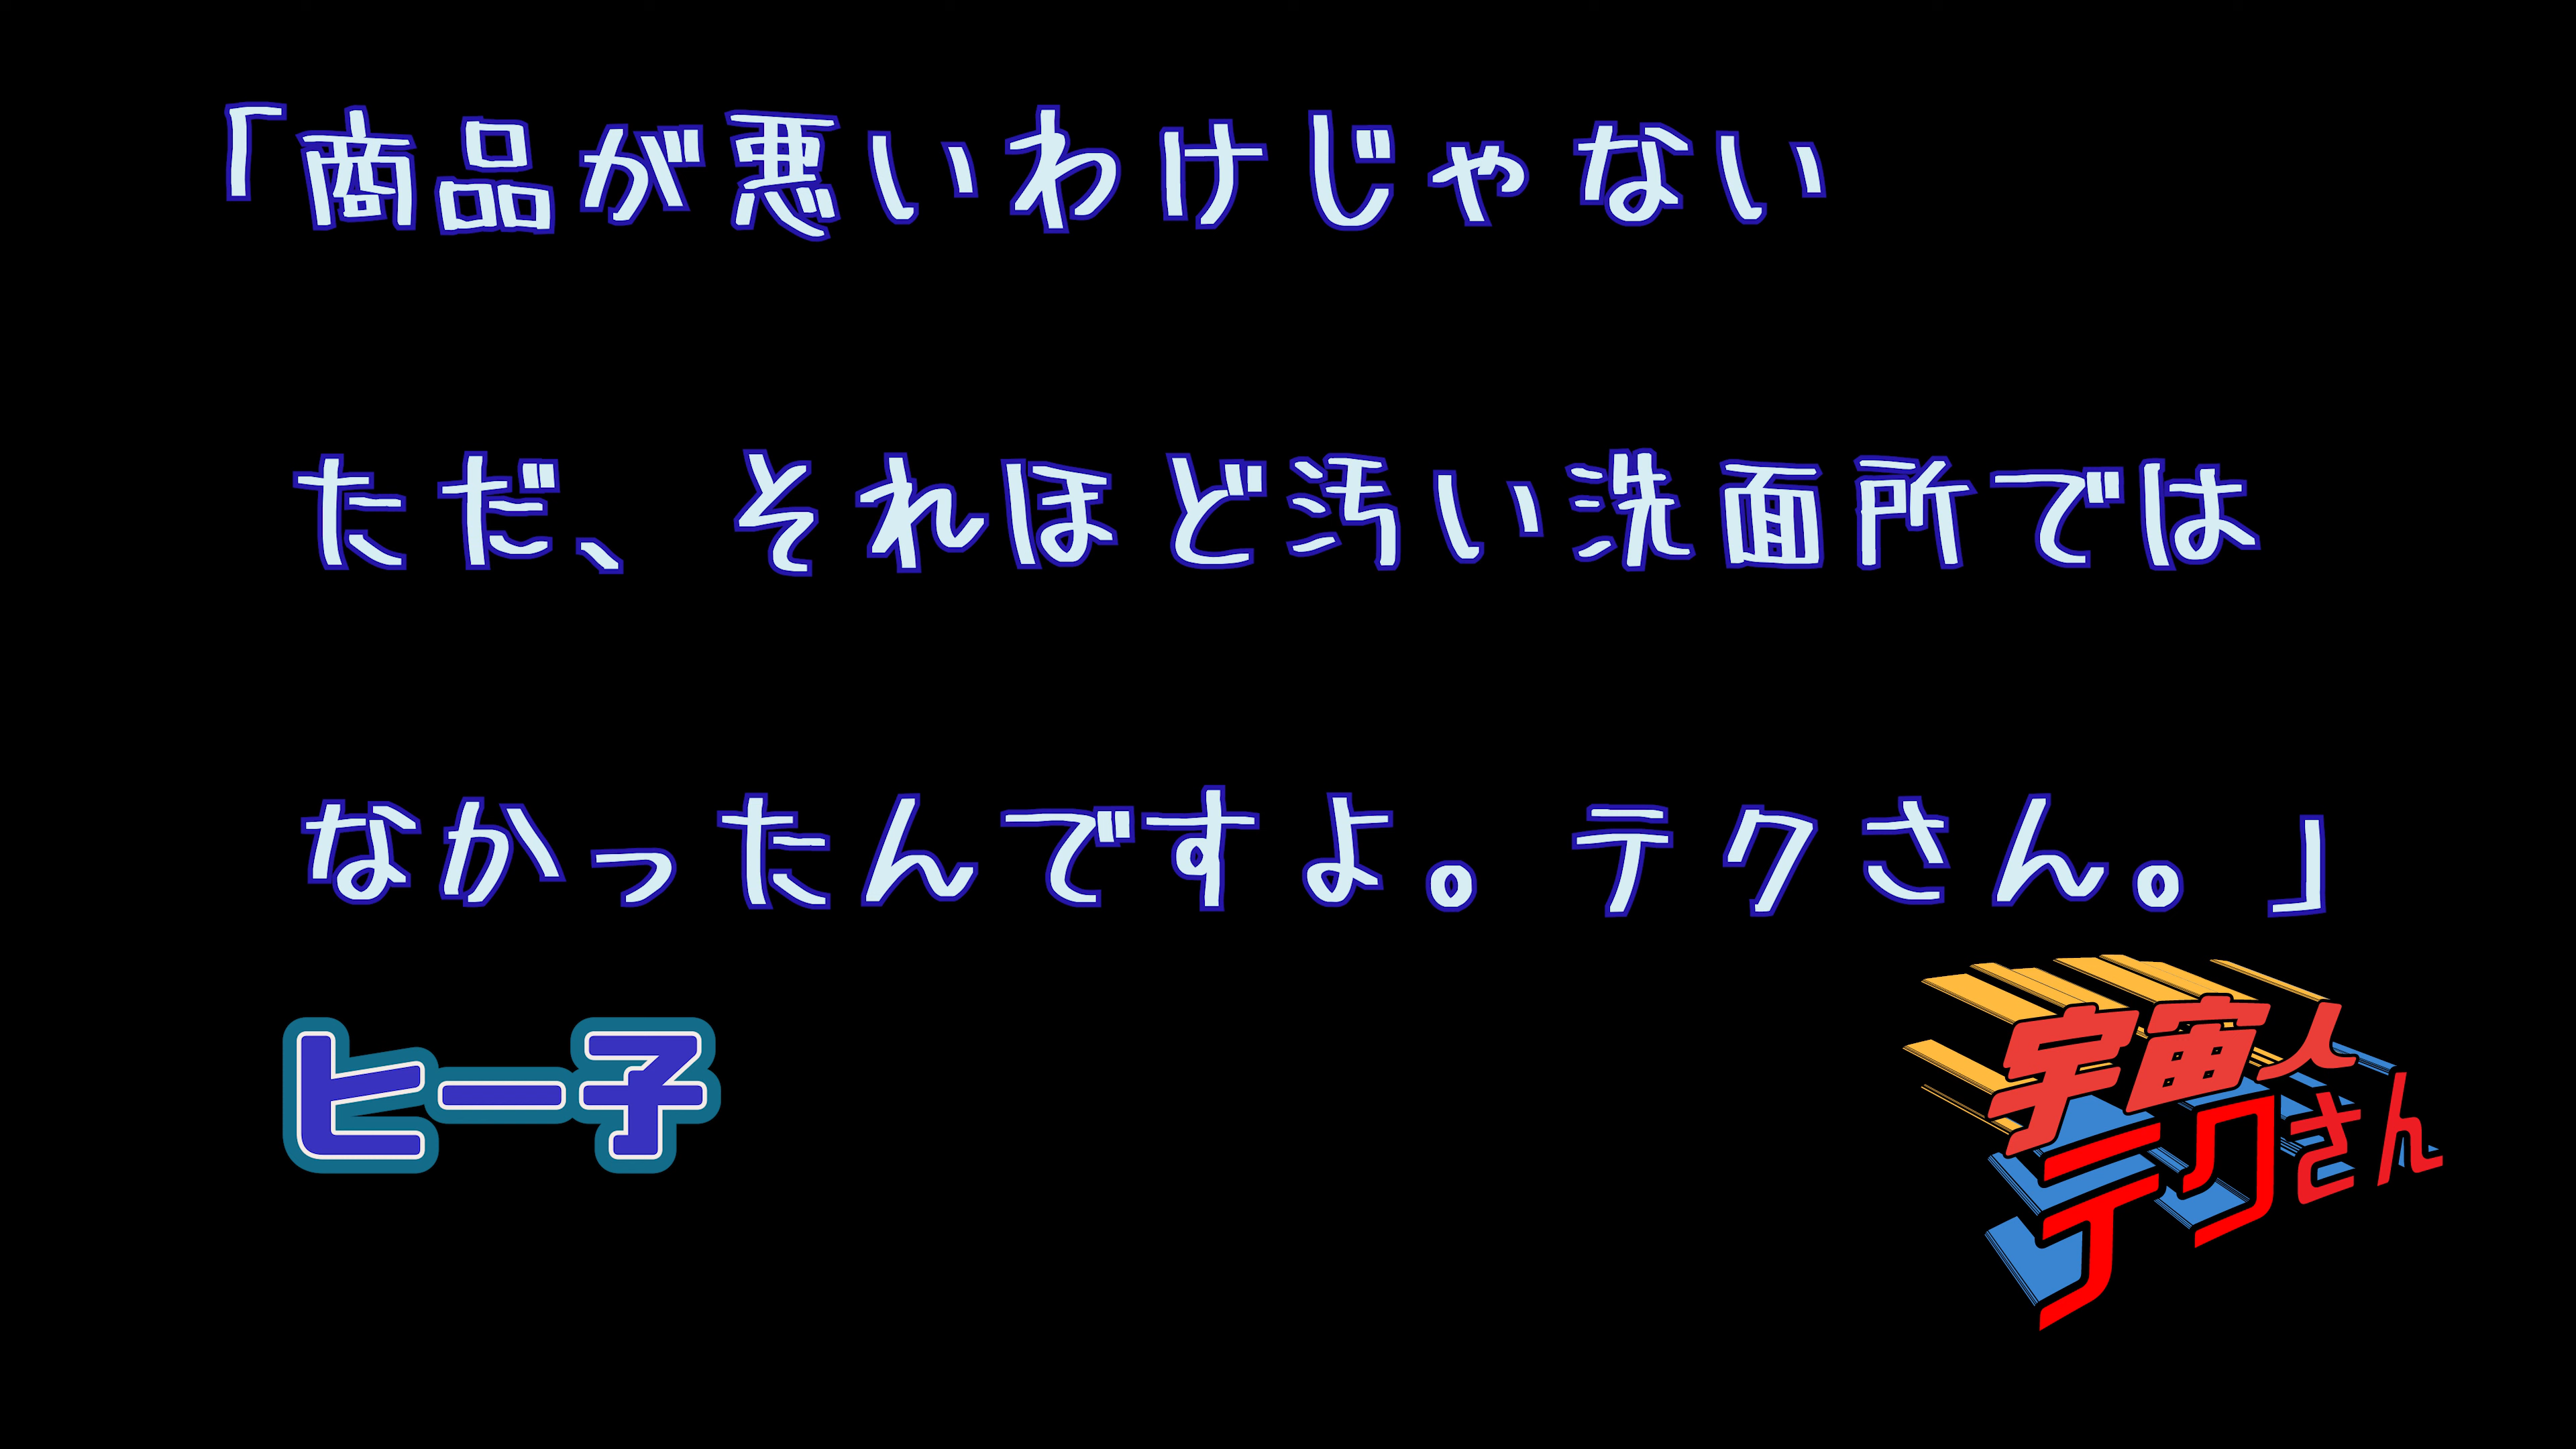 「商品が悪いわけじゃない
ただ、それほど汚い洗面所では
なかったんですよ。テクさん。」
ヒー子
宇宙人
テクさん